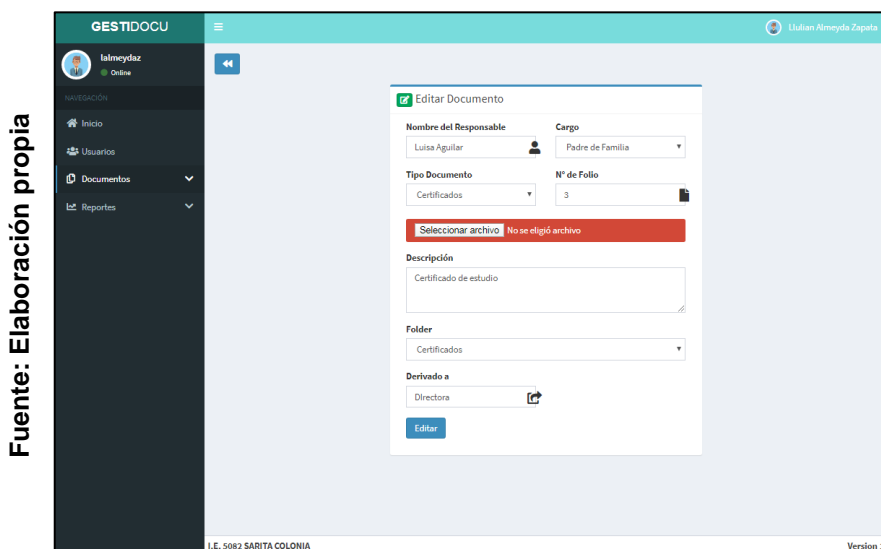 Fuente: Elaboración propia
GESTIDOCU
Llulian Almeyda Zapata
lalmeydaz
Online
NAVEGACIÓN
Inicio
Usuarios
Documentos
Reportes
Editar Documento
Nombre del Responsable Cargo
Luisa Aguilar Padre de Familia
Tipo Documento N° de Folio
Certificados 3
Seleccionar archivo No se eligió archivo
Descripción
Certificado de estudio
Folder
Certificados
Derivado a
DIrectora
Editar
I.E. 5082 SARITA COLONIA Version